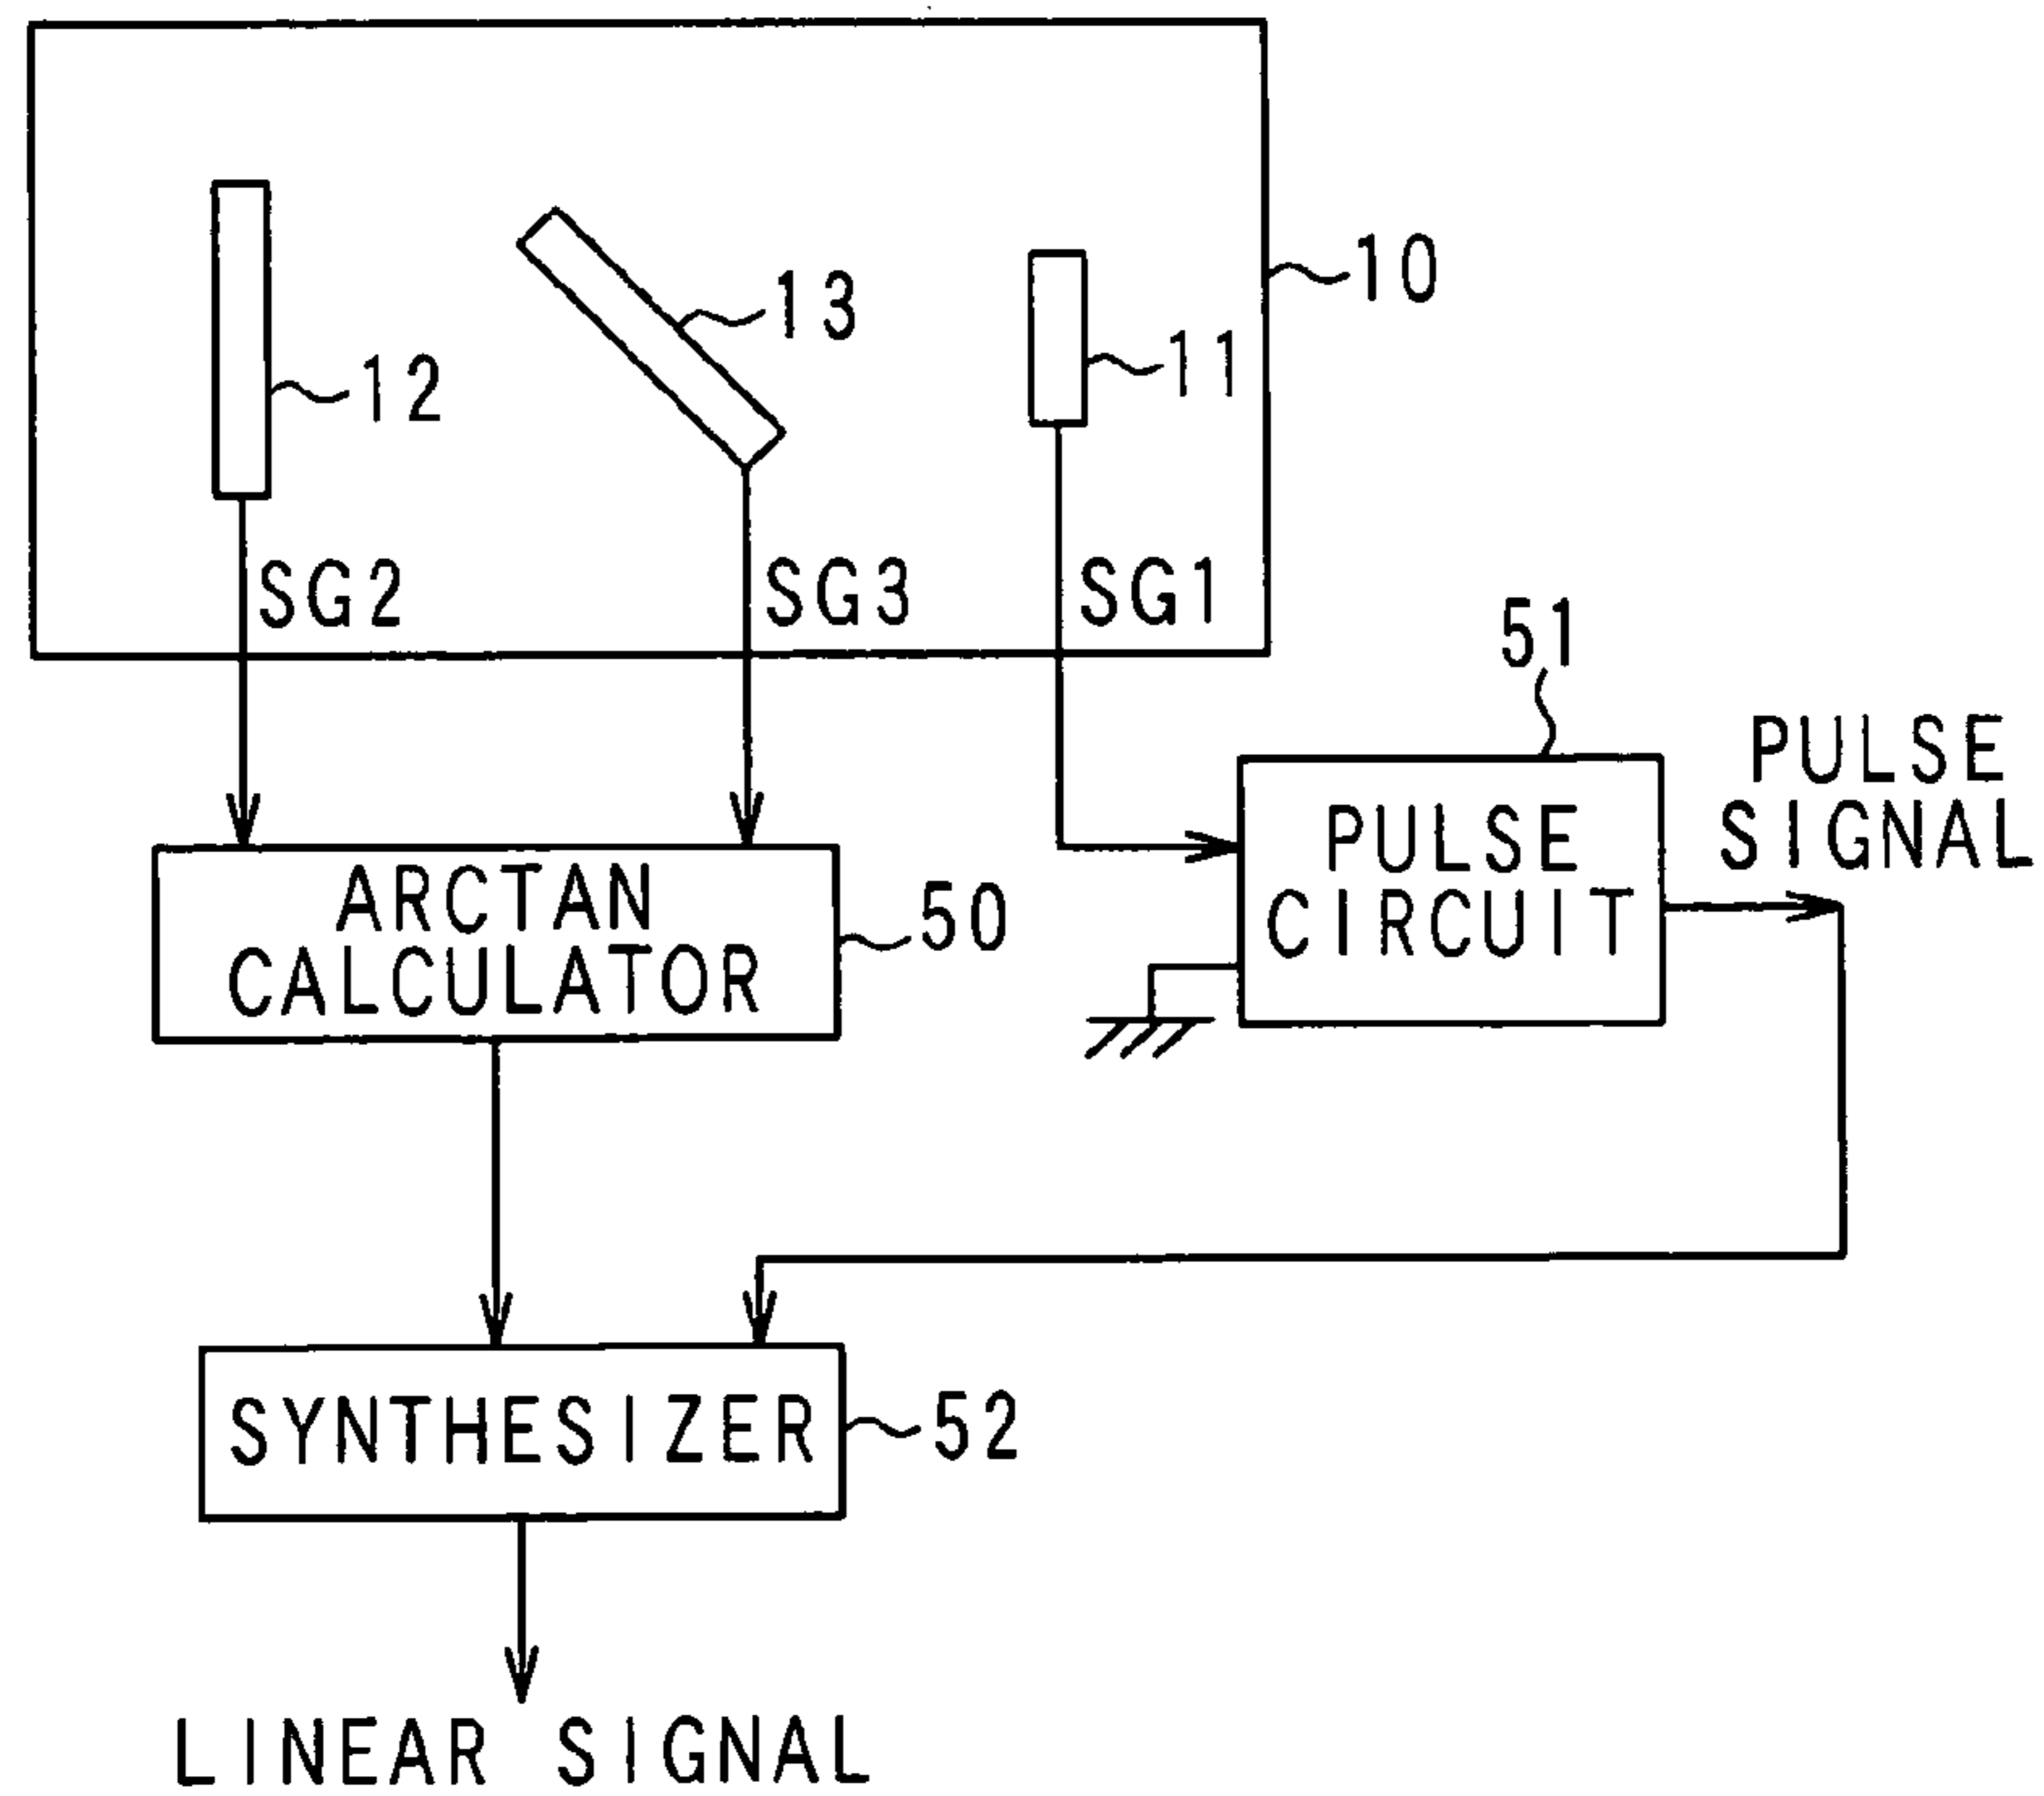 10
13
11
12
SG2
SG3
SG1
51
PULSE
SIGNAL
PULSE
CIRCUIT
ARCTAN
CALCULATOR
50
SYNTHESIZER
52
LINEAR SIGNAL